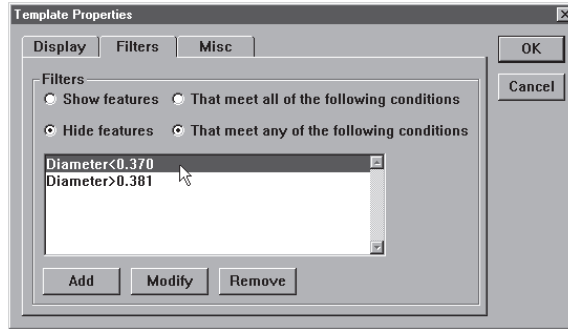 Template Properties
Display Filters Misc
OK
Cancel
Filters
Show features That meet all of the following conditions
Hide features That meet any of the following conditions
Diameter<0.370
Diameter>0.381
Add Modify Remove